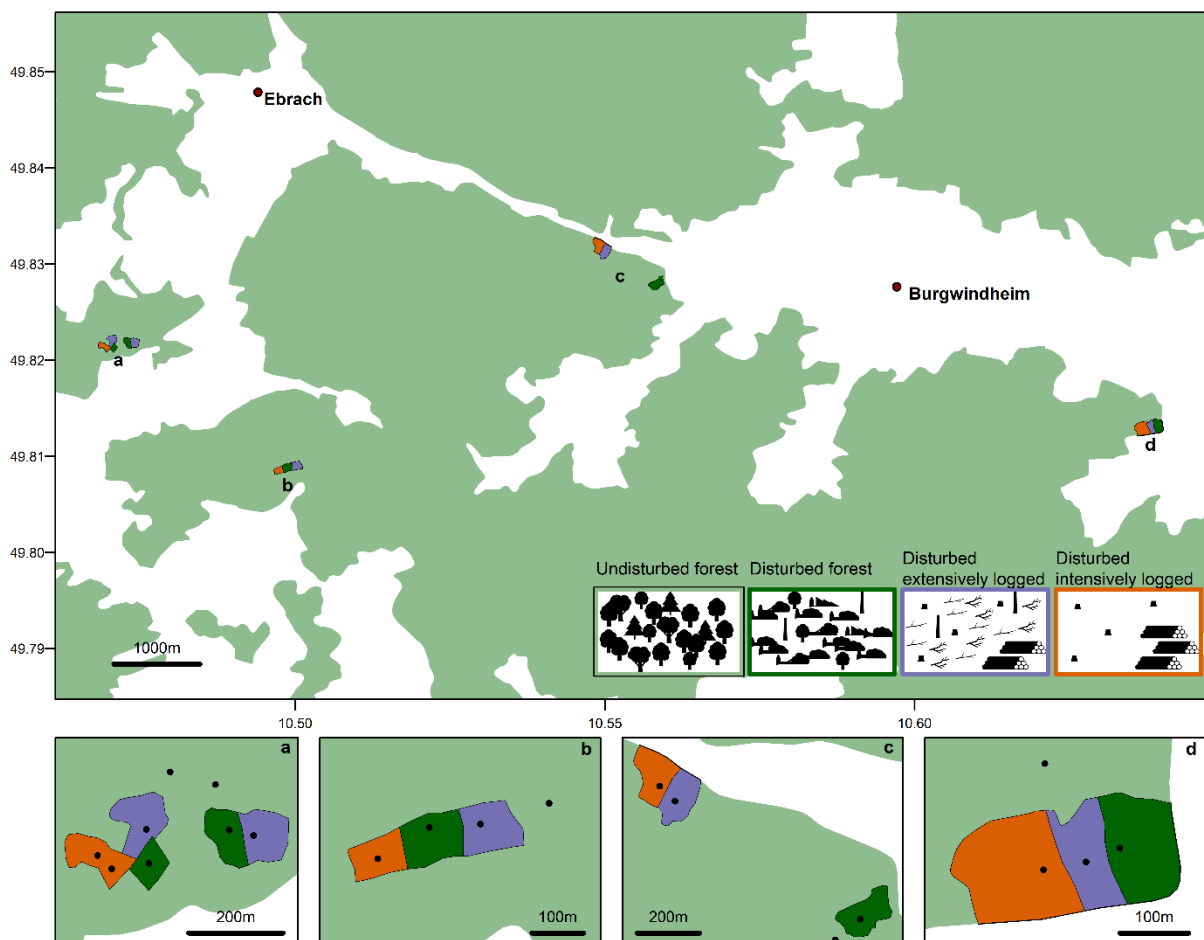 49.85
Ebrach
49.84
49.83
c
Burgwindheim
49.82
a
d
49.81
b
49.80
Undisturbed forest
Disturbed forest
Disturbed
extensively logged
Disturbed
intensively logged
49.79
1000m
10.50
10.55
10.60
a
b
c
d
200m
100m
200m
100m